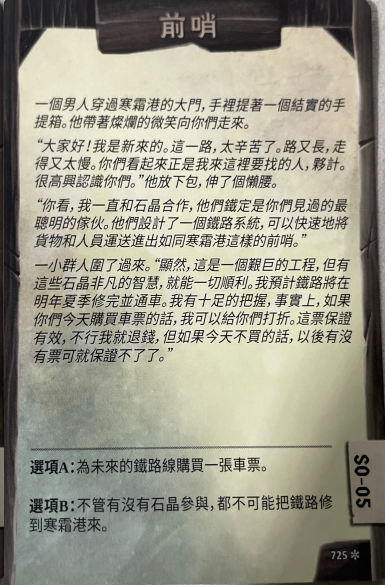 前哨
一個男人穿過寒霜港的大門，手裡提著一個結實的手
提箱。他帶著燦爛的微笑向你們走來。
“大家好！我是新來的。這一路，太辛苦了。路又長，走
得又太慢。你們看起來正是我來這裡要找的人，夥計。
很高興認識你們。”他放下包，伸了個懶腰。
“你看，我一直和石晶合作，他們鐵定是你們見過的最
聰明的傢伙。他們設計了一個鐵路系統，可以快速地將
貨物和人員運送進出如同寒霜港這樣的前哨。”
一小群人圍了過來。“顯然，這是一個艱巨的工程，但有
這些石晶非凡的智慧，就能一切順利。我預計鐵路將在
明年夏季修完並通車。我有十足的把握，事實上，如果
你們今天購買車票的話，我可以給你們打折。這票保證
有效，不行我就退錢，但如果今天不買的話，以後有沒
有票可就保證不了了。”
選項A：為未來的鐵路線購買一張車票。
選項B：不管有沒有石晶參與，都不可能把鐵路修
到寒霜港來。
SO-05
725